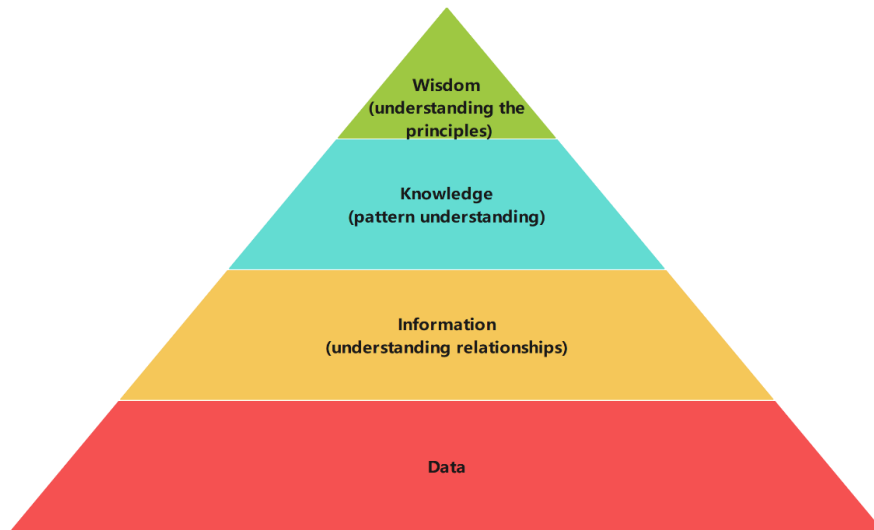 Wisdom
(understanding the
principles)
Knowledge
(pattern understanding)
Information
(understanding relationships)
Data